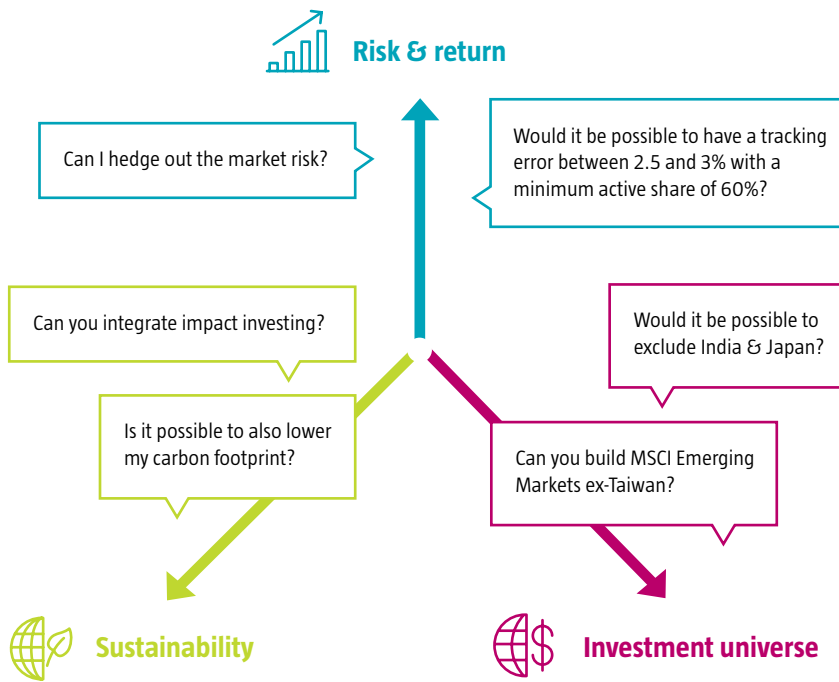 Risk & return
Can I hedge out the market risk?
Would it be possible to have a tracking
error between 2.5 and 3% with a
minimum active share of 60%?
Can you integrate impact investing?
Would it be possible to
exclude India & Japan?
Is it possible to also lower
my carbon footprint?
Can you build MSCI Emerging
Markets ex-Taiwan?
Sustainability
$
Investment universe